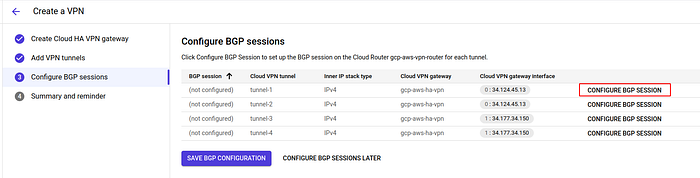 Create a VPN
Create Cloud HA VPN gateway
Add VPN tunnels
3 Configure BGP sessions
4 Summary and reminder
Configure BGP sessions
Click Configure BGP Session to set up the BGP session on the Cloud Router gcp-aws-vpn-router for each tunnel.
BGP session Cloud VPN tunnel Inner IP stack type Cloud VPN gateway Cloud VPN gateway interface
(not configured) tunnel-1 IPv4 gcp-aws-ha-vpn 0 : 34.124.45.13 CONFIGURE BGP SESSION
(not configured) tunnel-2 IPv4 gcp-aws-ha-vpn 0 : 34.124.45.13 CONFIGURE BGP SESSION
(not configured) tunnel-3 IPv4 gcp-aws-ha-vpn 1 : 34.177.34.150 CONFIGURE BGP SESSION
(not configured) tunnel-4 IPv4 gcp-aws-ha-vpn 1 : 34.177.34.150 CONFIGURE BGP SESSION
SAVE BGP CONFIGURATION CONFIGURE BGP SESSIONS LATER